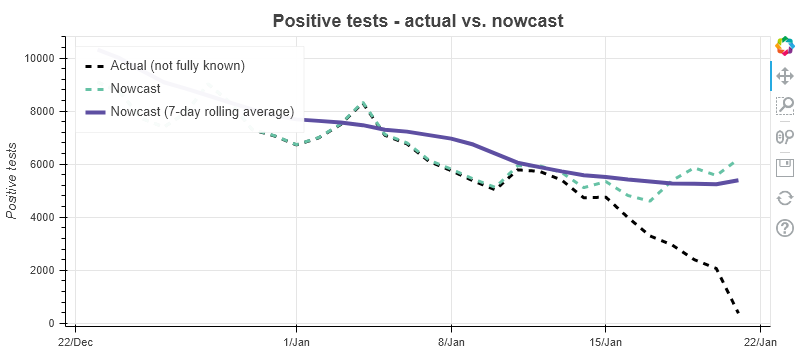 Positive tests - actual vs. nowcast
Actual (not fully known)
Nowcast
Nowcast (7-day rolling average)
Positive tests
10000
8000
6000
4000
2000
0
22/Dec
1/Jan
8/Jan
15/Jan
22/Jan